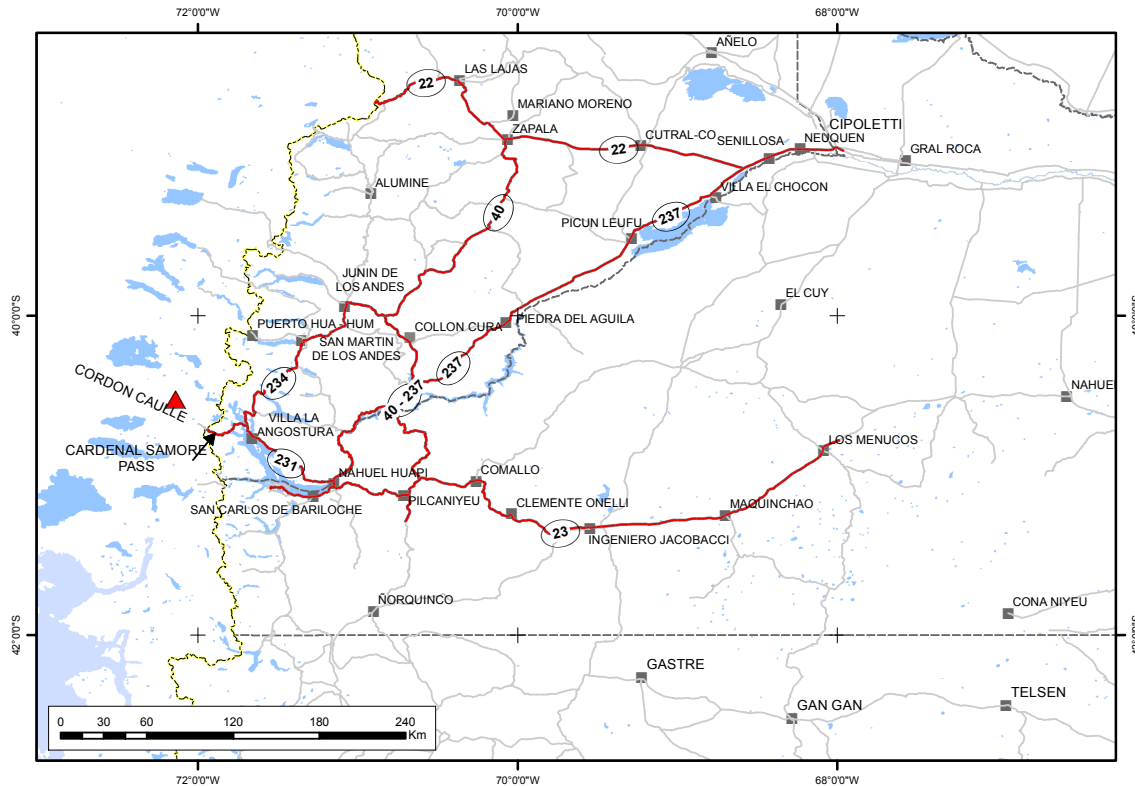 72°0'0"W
70°0'0"W
68°0'0"W
AÑELO
LAS LAJAS
22
MARIANO MORENO
ZAPALA
CIPOLETTI
CUTRAL-CO
SENILLOSA
NEUQUEN
22
GRAL ROCA
ALUMINE
VILLA EL CHOCON
40
PICUN LEUFU
237
JUNIN DE
LOS ANDES
EL CUY
40°0'0"S
PUERTO HUA HUM
COLLON CURA
PIEDRA DEL AGUILA
SAN MARTIN
DE LOS ANDES
237
234
40 - 237
NAHUEL
CORDON CAULLE
VILLA LA
ANGOSTURA
CARDENAL SAMORE
PASS
LOS MENUCOS
231
NAHUEL HUAPI
COMALLO
SAN CARLOS DE BARILOCHE
PILCANIYEU
CLEMENTE ONELLI
MAQUINCHAO
23
INGENIERO JACOBACCI
ÑORQUINCO
CONA NIYEU
42°0'0"S
GASTRE
TELSEN
GAN GAN
0 30 60 120 180 240
Km
72°0'0"W
70°0'0"W
68°0'0"W